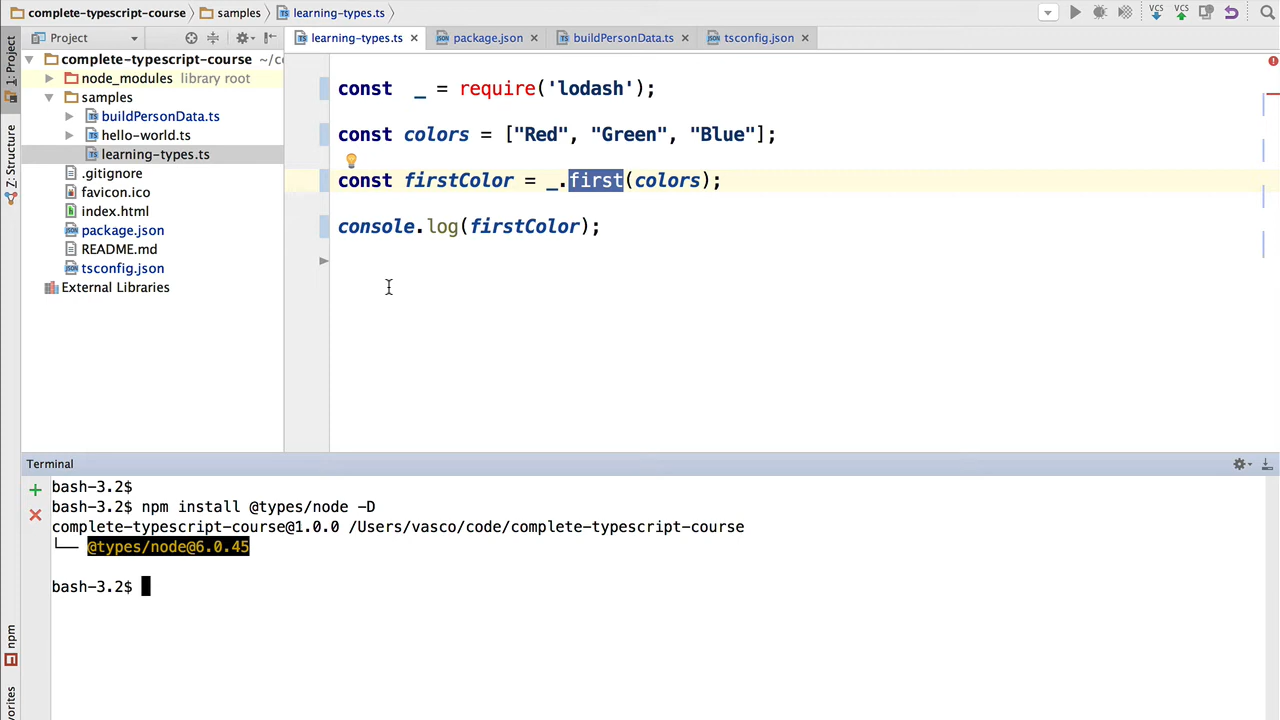 complete-typescript-course samples learning-types.ts
VCS VCS
1: Project
Z: Structure
npm
Project
complete-typescript-course
node_modules library root
samples
buildPersonData.ts
hello-world.ts
learning-types.ts
.gitignore
favicon.ico
index.html
package.json
README.md
tsconfig.json
External Libraries
learning-types.ts package.json buildPersonData.ts tsconfig.json
const _ = require('lodash');
const colors = ["Red", "Green", "Blue"];
const firstColor = _.first(colors);
console.log(firstColor);
Terminal
bash-3.2$
bash-3.2$ npm install @types/node -D
complete-typescript-course@1.0.0 /Users/vasco/code/complete-typescript-course
└── @types/node@6.0.45
bash-3.2$